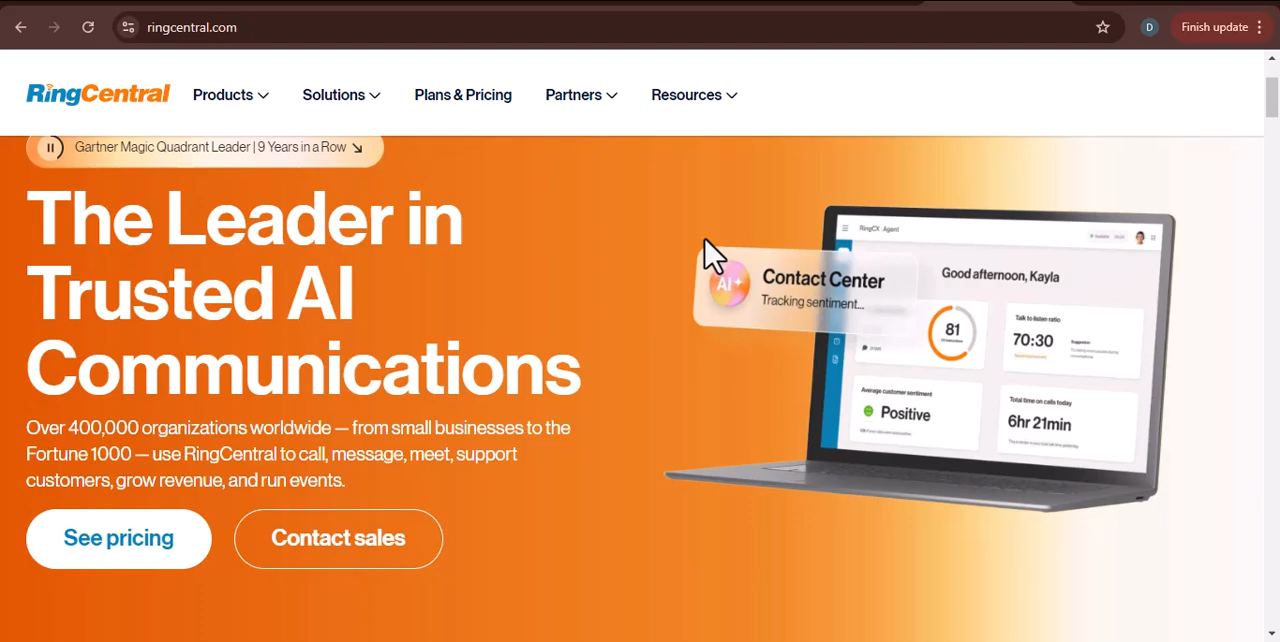 ringcentral.com
D
Finish update
RingCentral
Products
Solutions
Plans & Pricing
Partners
Resources
Gartner Magic Quadrant Leader | 9 Years in a Row
The Leader in
Trusted AI
Communications
Over 400,000 organizations worldwide — from small businesses to the
Fortune 1000 — use RingCentral to call, message, meet, support
customers, grow revenue, and run events.
See pricing
Contact sales
RingCX Agent
Good afternoon, Kayla
AI
Contact Center
Tracking sentiment...
81
Talk to listen ratio
70:30
Average customer sentiment
Positive
Total time on calls today
6hr 21min